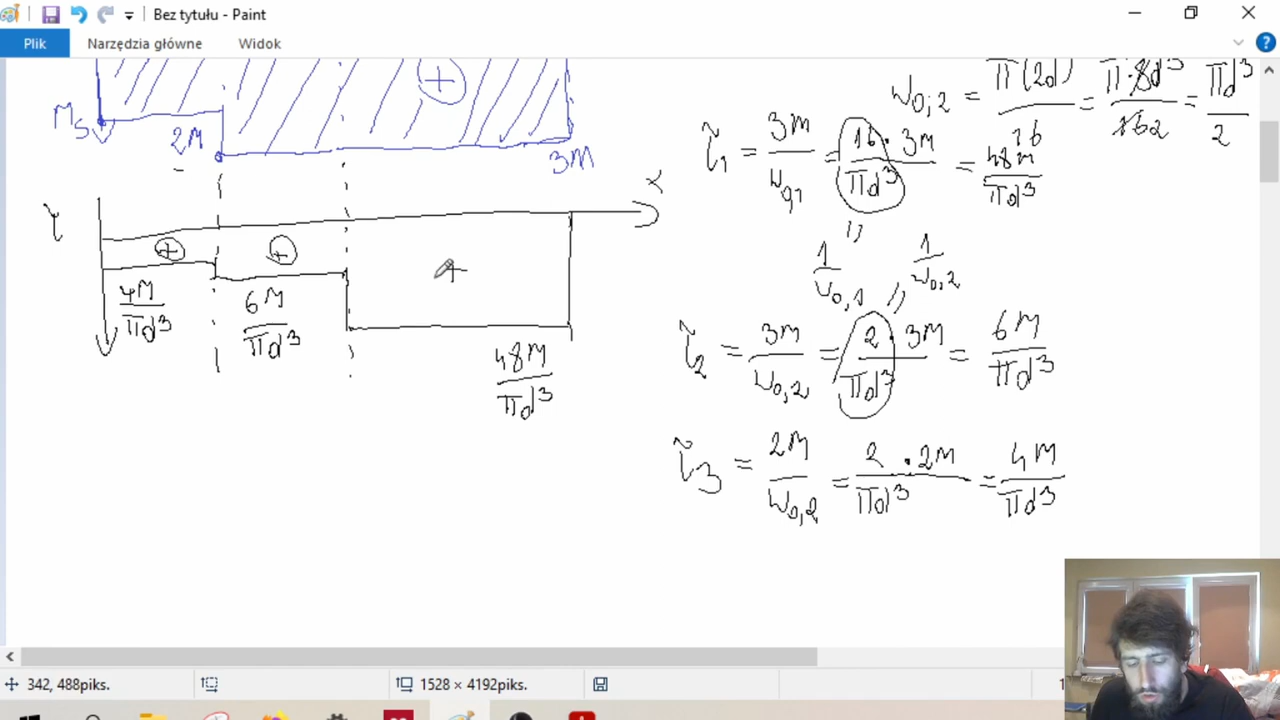 Bez tytułu - Paint
Plik Narzędzia główne Widok
Ms
2M
3M
W0,2 = π(2d)³/16 = π·8d³/162 = πd³/2
τ1 = 3M/W0,1 = 16·3M/πd³ = 48M/πd³
1/W0,1
1/W0,2
τ2 = 3M/W0,2 = 2·3M/πd³ = 6M/πd³
τ3 = 2M/W0,2 = 2·2M/πd³ = 4M/πd³
τ
x
+ + +
4M/πd³
6M/πd³
48M/πd³
342, 488piks.
1528 × 4192piks.